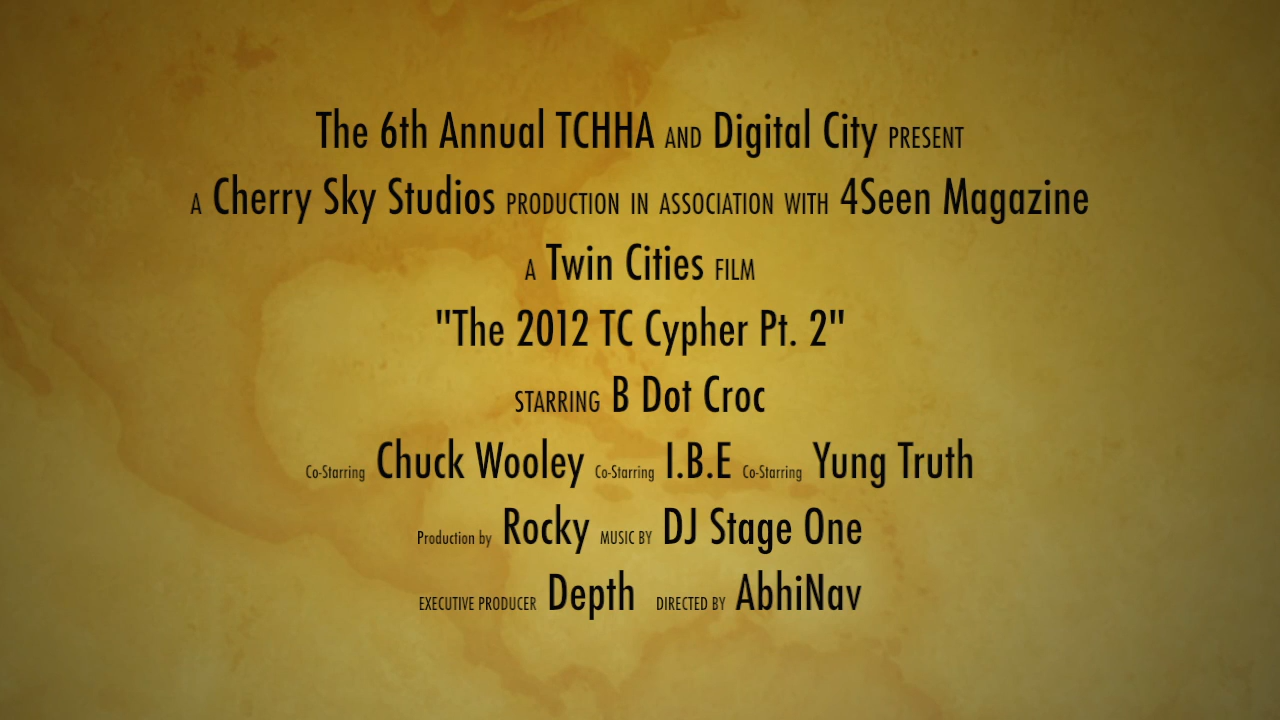 The 6th Annual TCHHA AND Digital City PRESENT
A Cherry Sky Studios PRODUCTION IN ASSOCIATION WITH 4Seen Magazine
A Twin Cities FILM
"The 2012 TC Cypher Pt. 2"
STARRING B Dot Croc
Co-Starring Chuck Wooley Co-Starring I.B.E Co-Starring Yung Truth
Production by Rocky MUSIC BY DJ Stage One
EXECUTIVE PRODUCER Depth DIRECTED BY AbhiNav